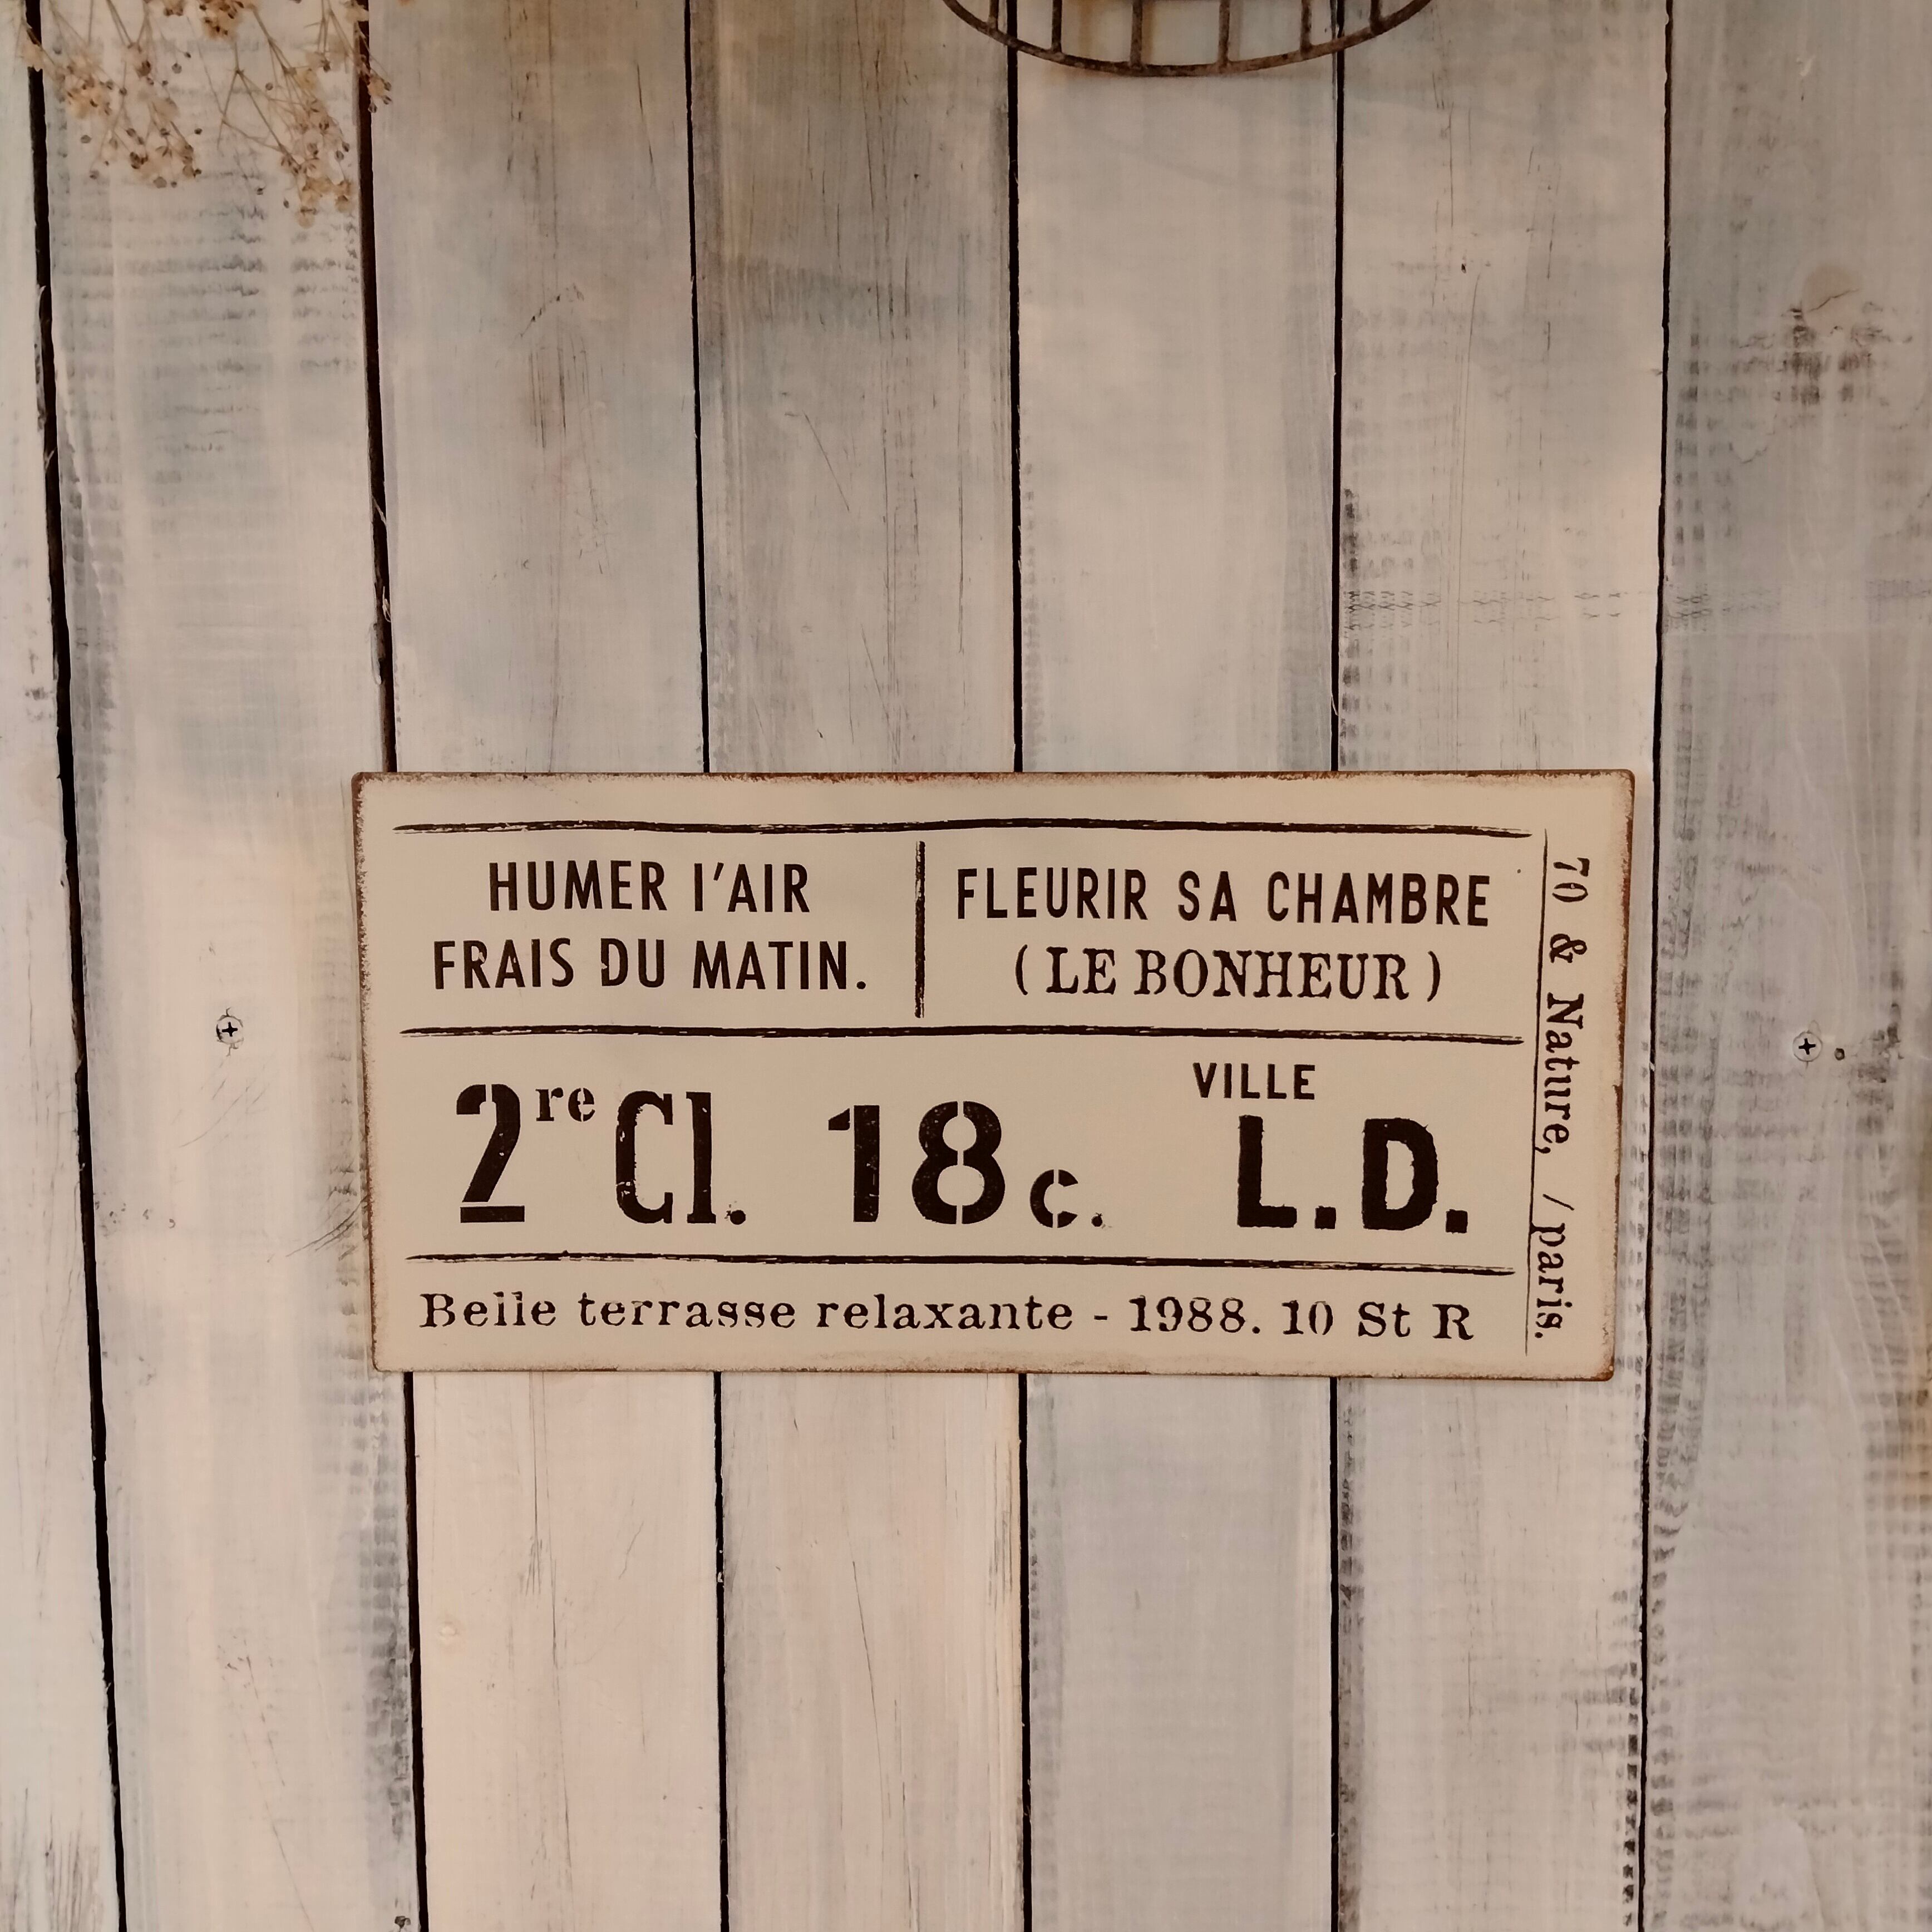 HUMER l'AIR
FRAIS DU MATIN.
FLEURIR SA CHAMBRE
( LE BONHEUR )
2re Cl. 18c.
VILLE
L.D.
Belle terrasse relaxante - 1988. 10 St R
70 & Nature, / paris.